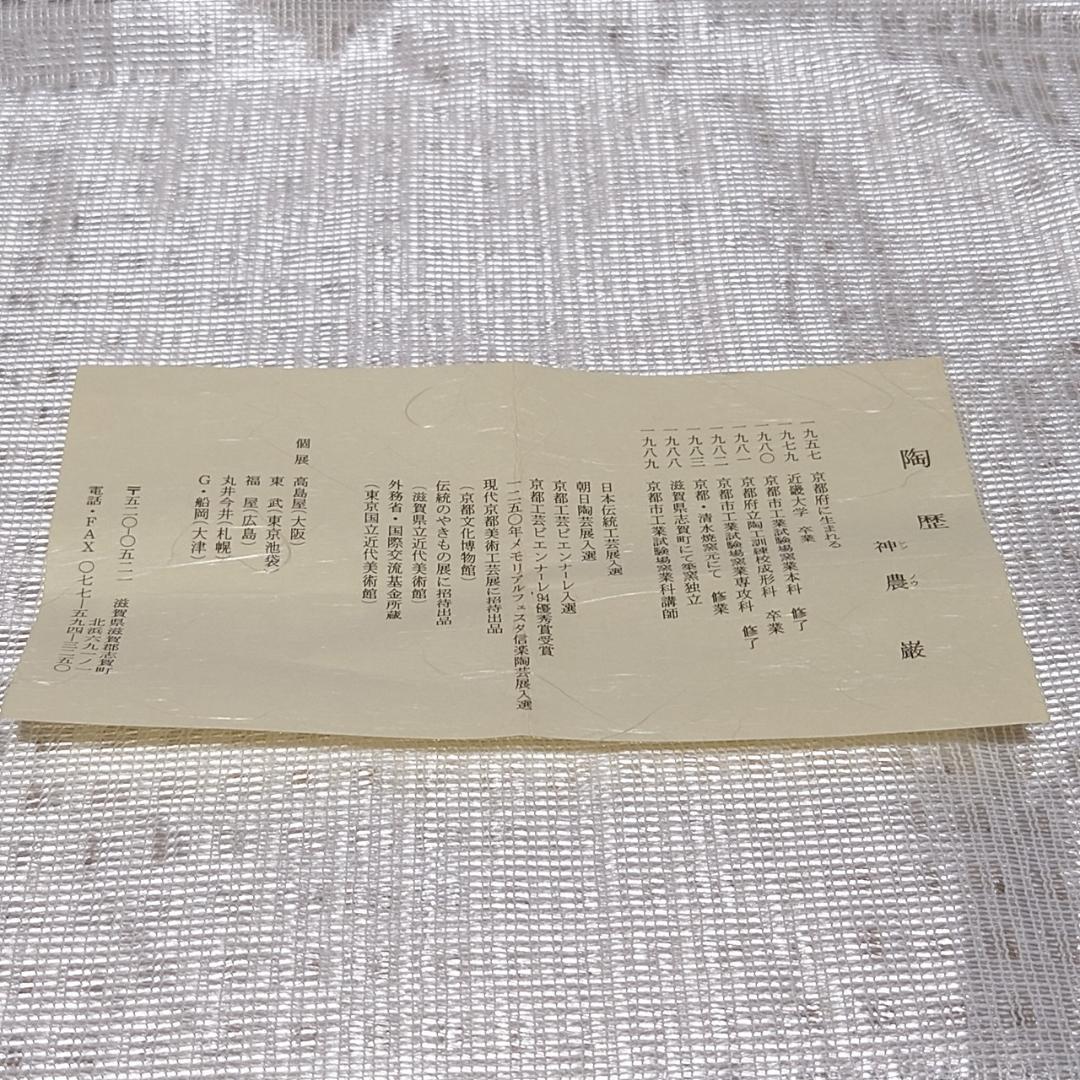 陶歴
神農 巌
シン ノウ
一九五七 京都府に生まれる
一九七九 近畿大学 卒業
一九八〇 京都市工業試験場窯業本科 修了
一九八一 京都府立陶工訓練校成形科 卒業
一九八二 京都市工業試験場窯業専攻科 修了
一九八三 京都・清水焼窯元にて 修業
一九八八 滋賀県志賀町にて築窯独立
一九八九 京都市工業試験場窯業科講師
日本伝統工芸展入選
朝日陶芸展入選
京都工芸ビエンナーレ入選
京都工芸ビエンナーレ'94優秀賞受賞
一二五〇年メモリアルフェスタ信楽陶芸展入選
現代京都美術工芸展に招待出品
(京都文化博物館)
伝統のやきもの展に招待出品
(滋賀県立近代美術館)
外務省・国際交流基金所蔵
(東京国立近代美術館)
個展 高島屋(大阪)
東 武(東京池袋)
福 屋(広島)
丸井今井(札幌)
G・船岡(大津)
〒五二〇-〇五二二 滋賀県滋賀郡志賀町
北浜六九一ノ一
電話・FAX 〇七七-五九四-三二五〇